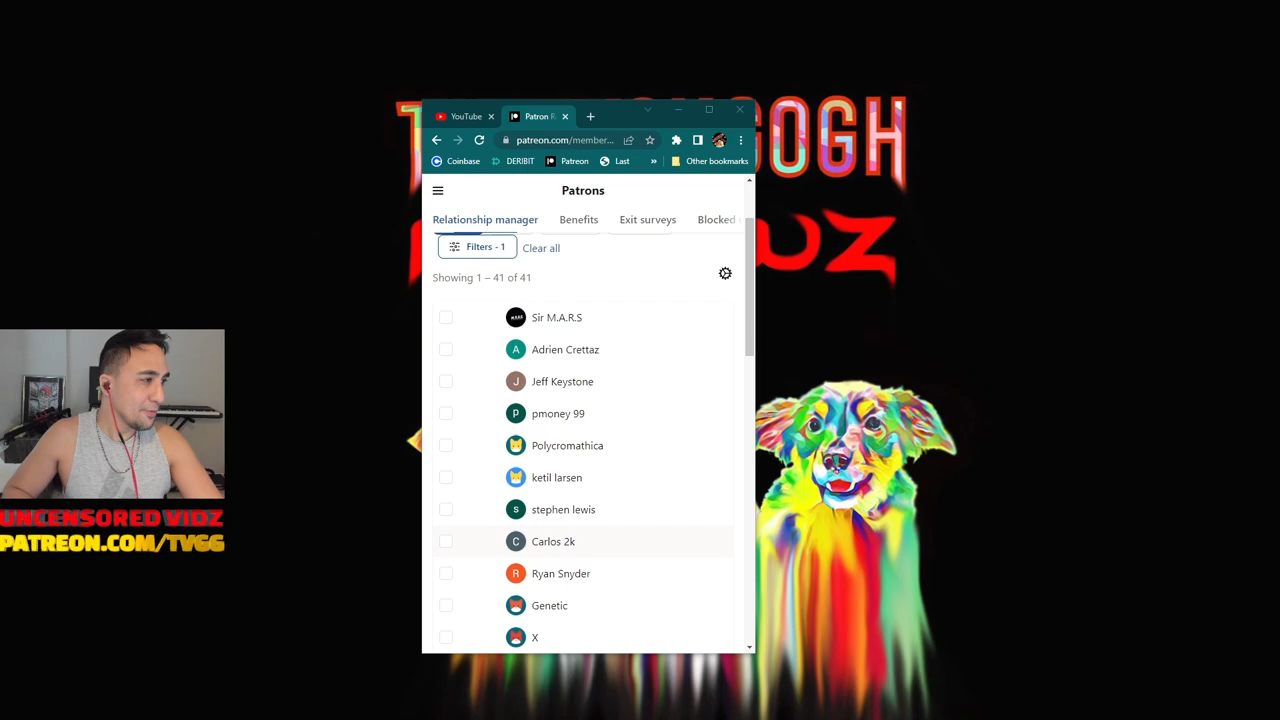 YouTube
Patron R
patreon.com/member...
Coinbase
DERIBIT
Patreon
Last
»
Other bookmarks
Patrons
Relationship manager
Benefits
Exit surveys
Blocked
Filters - 1
Clear all
Showing 1 – 41 of 41
Sir M.A.R.S
A Adrien Crettaz
J Jeff Keystone
P pmoney 99
Polycromathica
ketil larsen
s stephen lewis
C Carlos 2k
R Ryan Snyder
Genetic
X
OGH
UZ
UNCENSORED VIDZ
PATREON.COM/TVGG